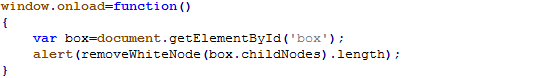 window.onload=function()
{
    var box=document.getElementById('box');
    alert(removeWhiteNode(box.childNodes).length);
}